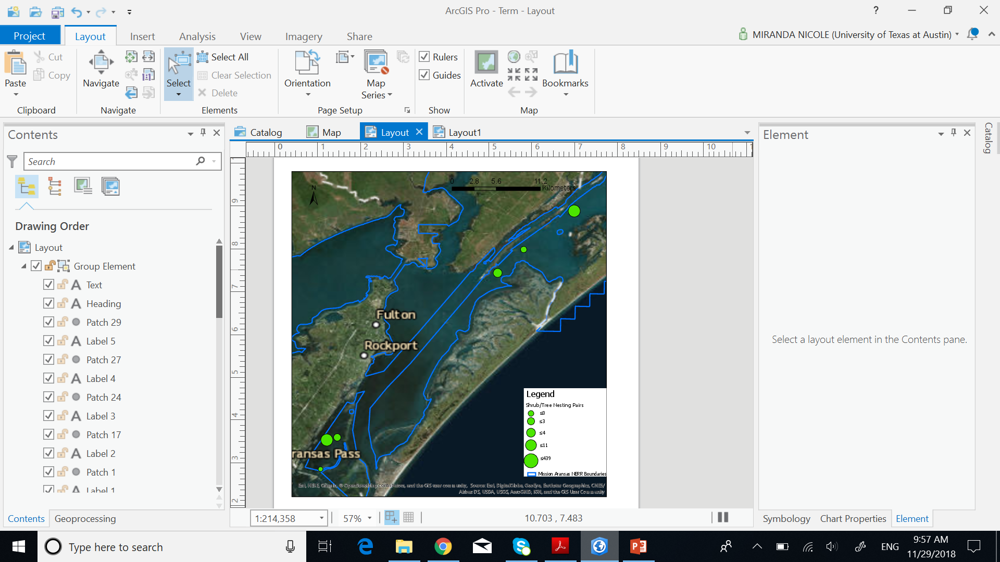 ArcGIS Pro - Term - Layout
?
Project
Layout
Insert
Analysis
View
Imagery
Share
MIRANDA NICOLE (University of Texas at Austin)
Paste
Cut
Copy
Clipboard
Navigate
Navigate
Select
Select All
Clear Selection
Delete
Elements
Orientation
Map
Series
Page Setup
Rulers
Guides
Show
Activate
Bookmarks
Map
Contents
Search
Drawing Order
Layout
Group Element
Text
Heading
Patch 29
Label 5
Patch 27
Label 4
Patch 24
Label 3
Patch 17
Label 2
Patch 1
Label 1
Contents
Geoprocessing
Catalog
Map
Layout
Layout1
0 1 2 3 4 5 6 7 8 9 10 1
9
8
7
6
5
4
3
2
N
0 2.8 5.6 11.2
Kilometers
Fulton
Rockport
ransas Pass
Legend
Shrub/Tree Nesting Pairs
≤0
≤3
≤4
≤11
≤439
Mission Aransas NERR Boundaries
Esri, HERE, Garmin, © OpenStreetMap contributors, and the GIS user community, Source: Esri, DigitalGlobe, GeoEye, Earthstar Geographics, CNES/
Airbus DS, USDA, USGS, AeroGRID, IGN, and the GIS User Community
1:214,358
57%
10.703 , 7.483
Element
Select a layout element in the Contents pane.
Symbology
Chart Properties
Element
Catalog
Type here to search
ENG
9:57 AM
11/29/2018